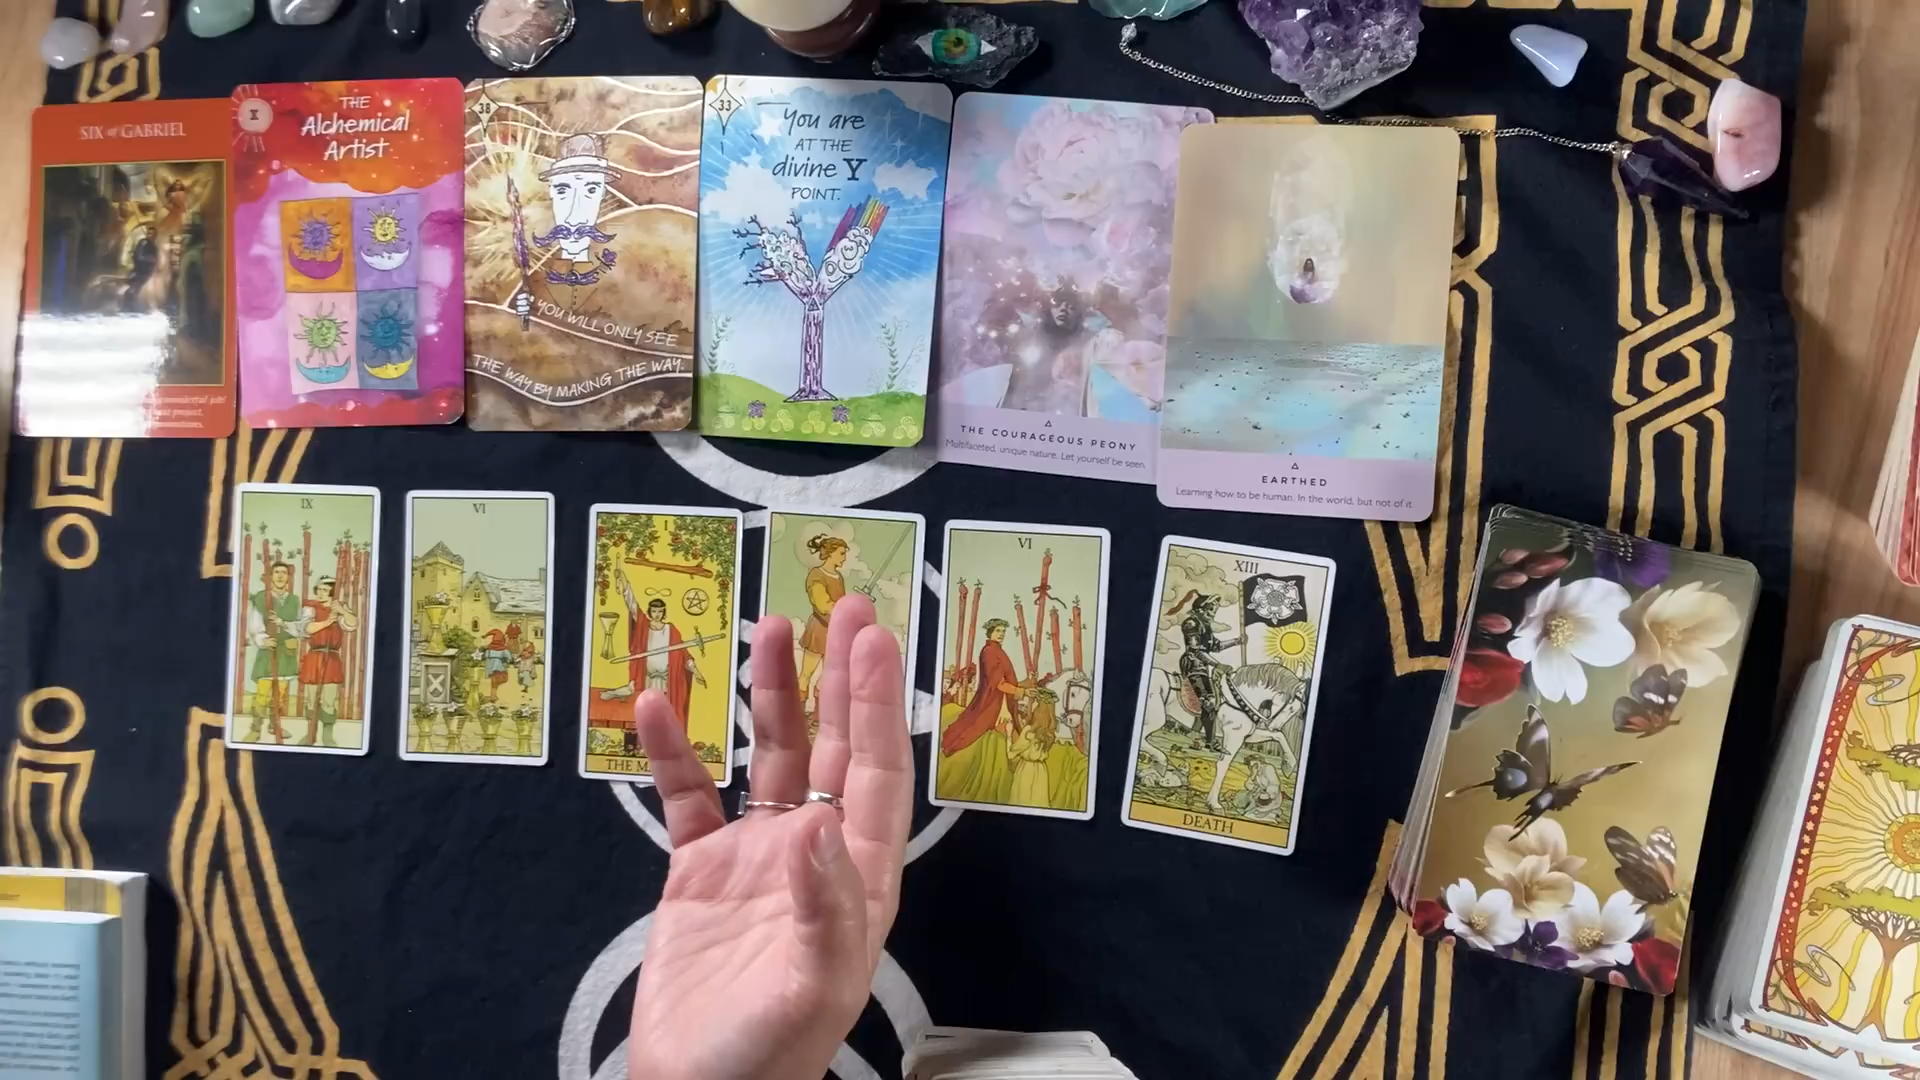 SIX of GABRIEL
I
THE
Alchemical
Artist
38
YOU WILL ONLY SEE
THE WAY BY MAKING THE WAY.
33
You are
AT THE
divine Y
POINT.
THE COURAGEOUS PEONY
Multifaceted, unique nature. Let yourself be seen.
EARTHED
Learning how to be human. In the world, but not of it.
IX
VI
I
THE M
VI
XIII
DEATH